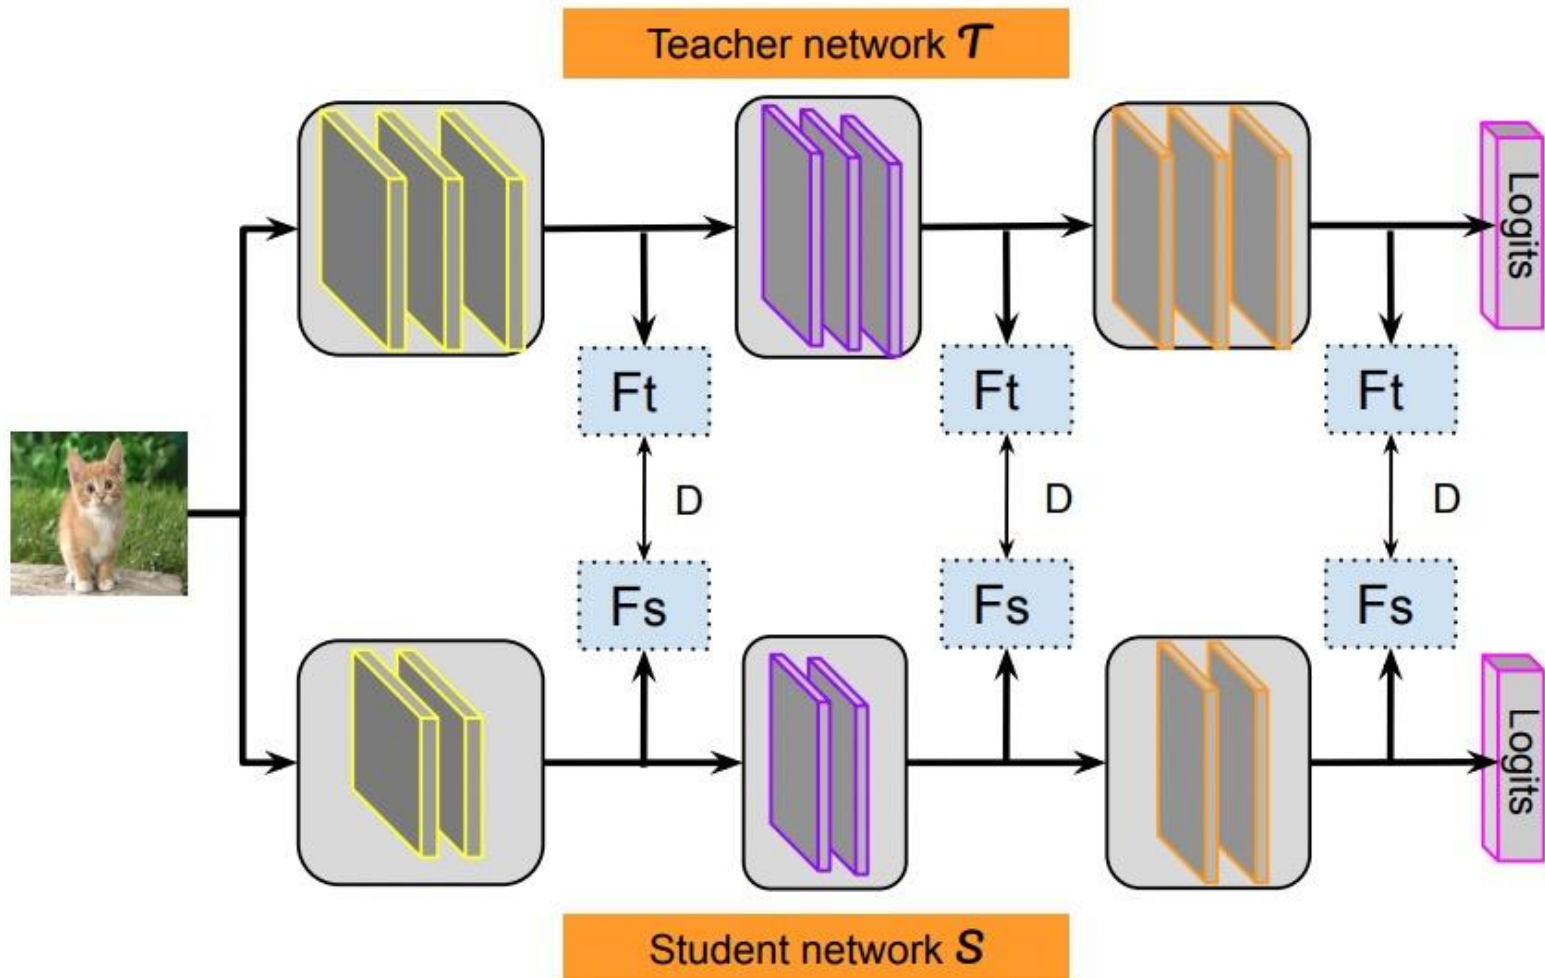 Teacher network 𝓣
Logits
Ft
Ft
Ft
D
D
D
Fs
Fs
Fs
Logits
Student network 𝓢